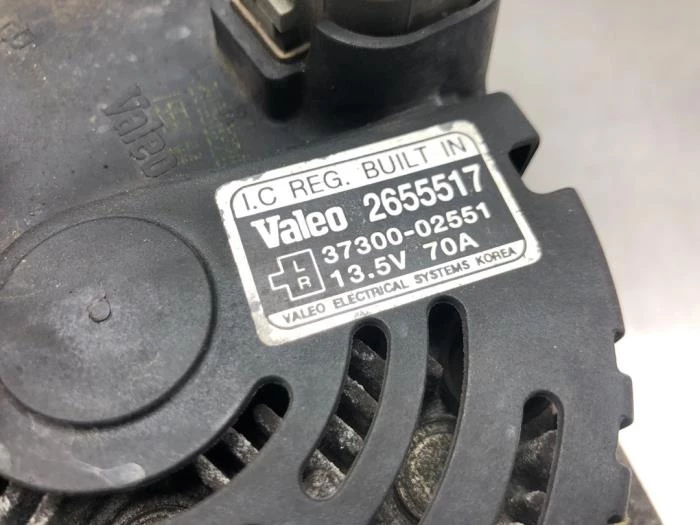 Valeo
I.C REG. BUILT IN
Valeo 2655517
37300-02551
L
R
13.5V 70A
VALEO ELECTRICAL SYSTEMS KOREA